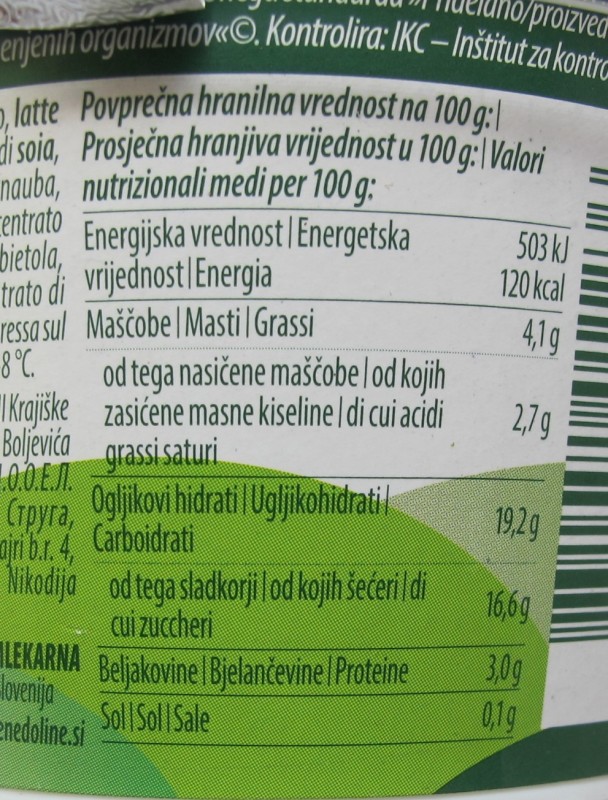 enjenih organizmov«©. Kontrolira: IKC – Inštitut za
latte
di soia,
nauba,
bietola,
trato di
ressa sul
8 °C.
Krajiške
Boljevića
Струга,
Nikodija
MLEKARNA
lovenija
enedoline.si
Povprečna hranilna vrednost na 100 g: |
Prosječna hranjiva vrijednost u 100 g: | Valori
nutrizionali medi per 100 g:
Energijska vrednost | Energetska 503 kJ
vrijednost | Energia 120 kcal
Maščobe | Masti | Grassi 4,1 g
od tega nasičene maščobe | od kojih
zasićene masne kiseline | di cui acidi 2,7 g
grassi saturi
Ogljikovi hidrati | Ugljikohidrati | 19,2 g
Carboidrati
od tega sladkorji | od kojih šećeri | di 16,6 g
cui zuccheri
Beljakovine | Bjelančevine | Proteine 3,0 g
Sol | Sol | Sale 0,1 g